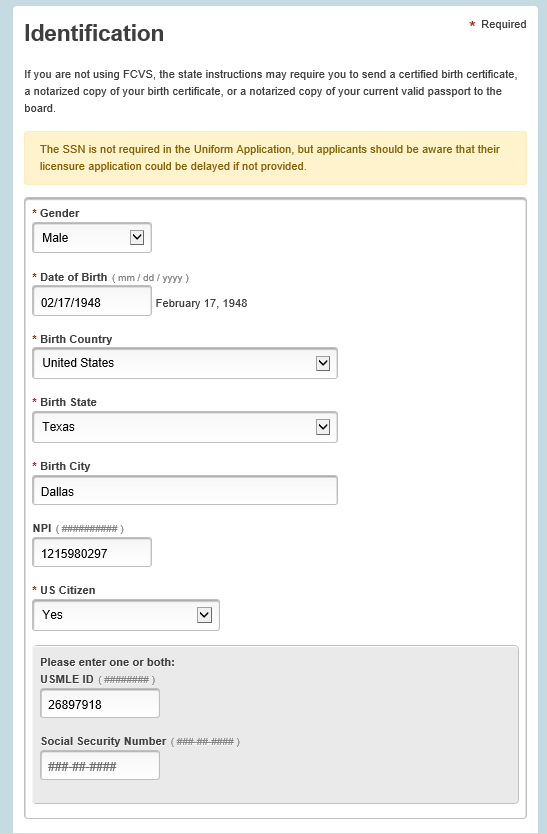 Identification
* Required
If you are not using FCVS, the state instructions may require you to send a certified birth certificate,
a notarized copy of your birth certificate, or a notarized copy of your current valid passport to the
board.
The SSN is not required in the Uniform Application, but applicants should be aware that their
licensure application could be delayed if not provided.
* Gender
Male
* Date of Birth ( mm / dd / yyyy )
02/17/1948 February 17, 1948
* Birth Country
United States
* Birth State
Texas
* Birth City
Dallas
NPI ( ########## )
1215980297
* US Citizen
Yes
Please enter one or both:
USMLE ID ( ######## )
26897918
Social Security Number ( ###-##-#### )
###-##-####